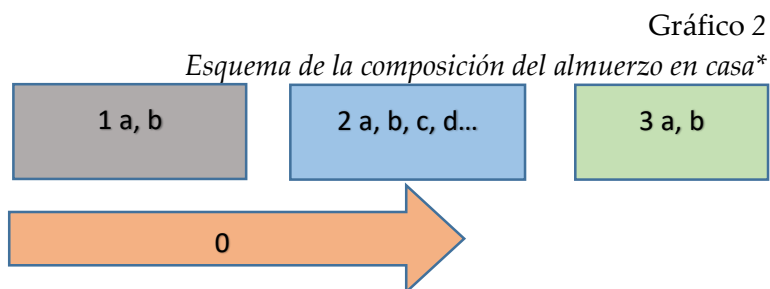 Gráfico 2
Esquema de la composición del almuerzo en casa*
1 a, b
2 a, b, c, d...
3 a, b
0